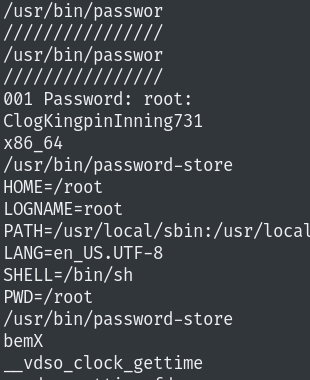 /usr/bin/passwor
////////////////
/usr/bin/passwor
////////////////
001 Password: root:
ClogKingpinInning731
x86_64
/usr/bin/password-store
HOME=/root
LOGNAME=root
PATH=/usr/local/sbin:/usr/local
LANG=en_US.UTF-8
SHELL=/bin/sh
PWD=/root
/usr/bin/password-store
bemX
__vdso_clock_gettime